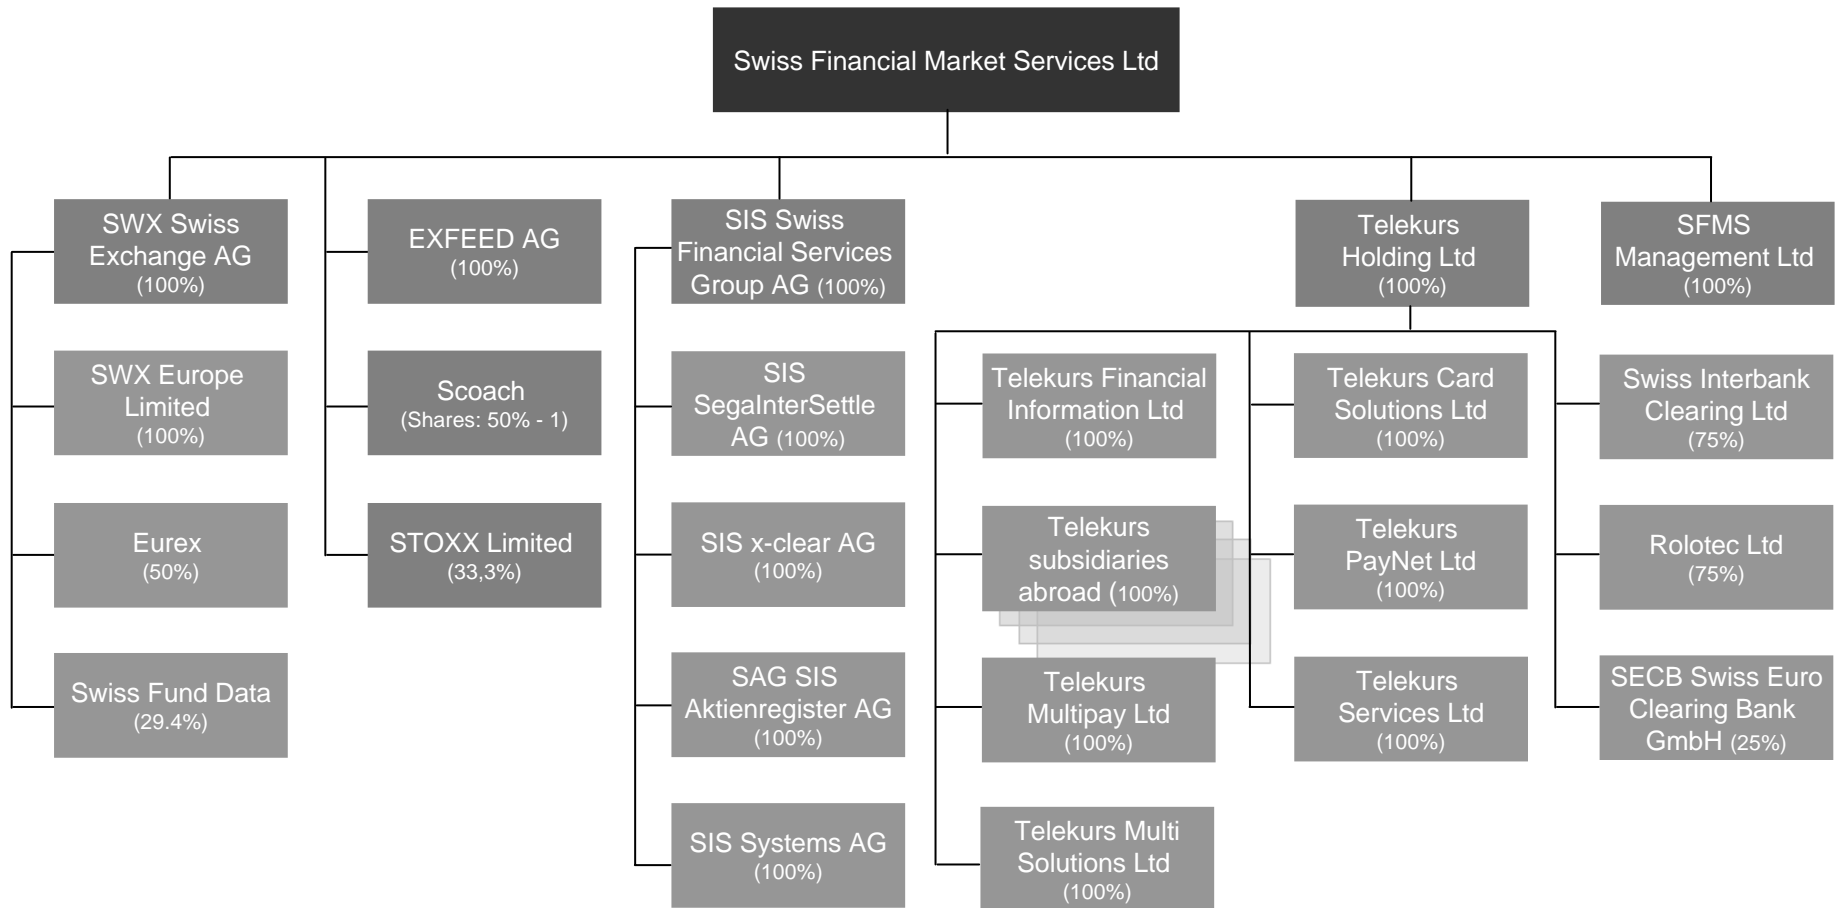 Swiss Financial Market Services Ltd
SWX Swiss
Exchange AG
(100%)
EXFEED AG
(100%)
SIS Swiss
Financial Services
Group AG (100%)
Telekurs
Holding Ltd
(100%)
SFMS
Management Ltd
(100%)
SWX Europe
Limited
(100%)
Scoach
(Shares: 50% - 1)
SIS
SegaInterSettle
AG (100%)
Telekurs Financial
Information Ltd
(100%)
Telekurs Card
Solutions Ltd
(100%)
Swiss Interbank
Clearing Ltd
(75%)
Eurex
(50%)
STOXX Limited
(33,3%)
SIS x-clear AG
(100%)
Telekurs
subsidiaries
abroad (100%)
Telekurs
PayNet Ltd
(100%)
Rolotec Ltd
(75%)
Swiss Fund Data
(29.4%)
SAG SIS
Aktienregister AG
(100%)
Telekurs
Multipay Ltd
(100%)
Telekurs
Services Ltd
(100%)
SECB Swiss Euro
Clearing Bank
GmbH (25%)
SIS Systems AG
(100%)
Telekurs Multi
Solutions Ltd
(100%)